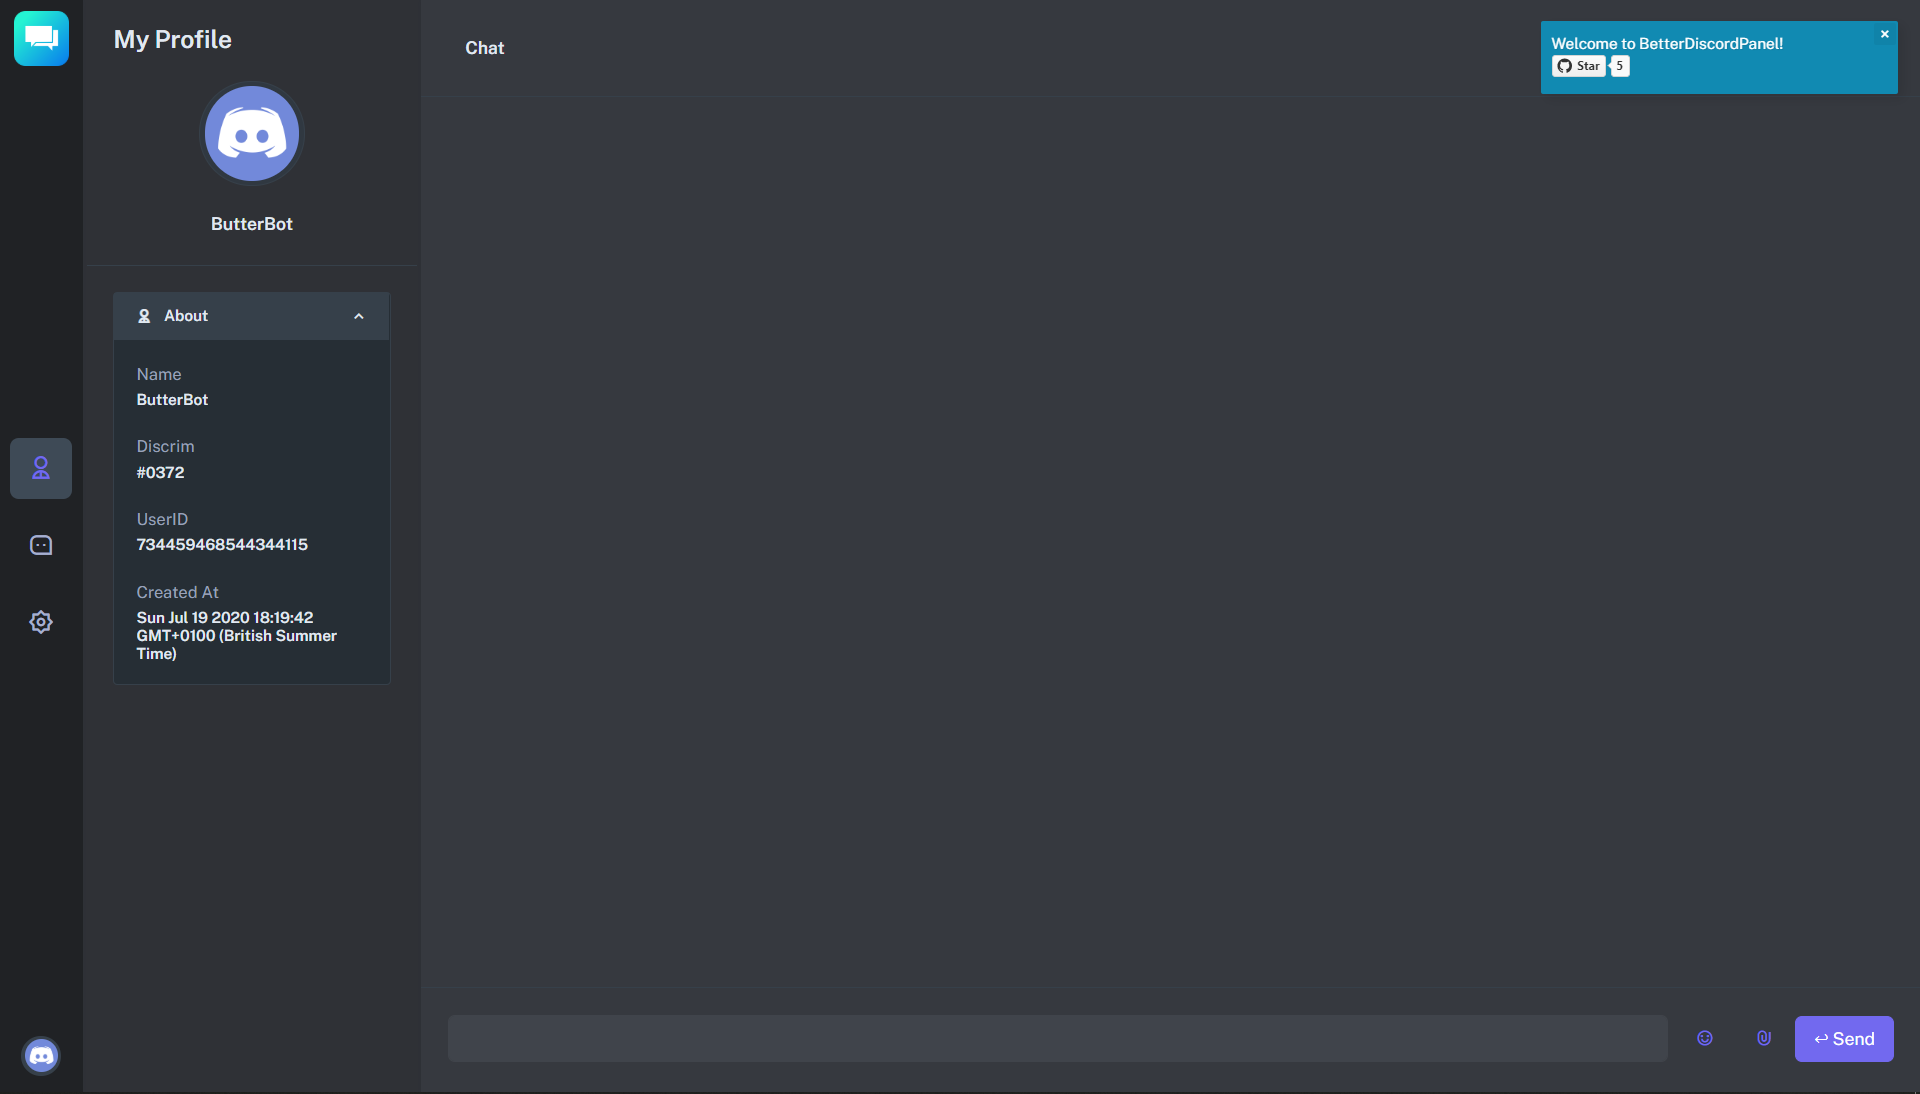 My Profile
ButterBot
About
Name
ButterBot
Discrim
#0372
UserID
734459468544344115
Created At
Sun Jul 19 2020 18:19:42
GMT+0100 (British Summer
Time)
Chat
Welcome to BetterDiscordPanel!
Star 5
Send